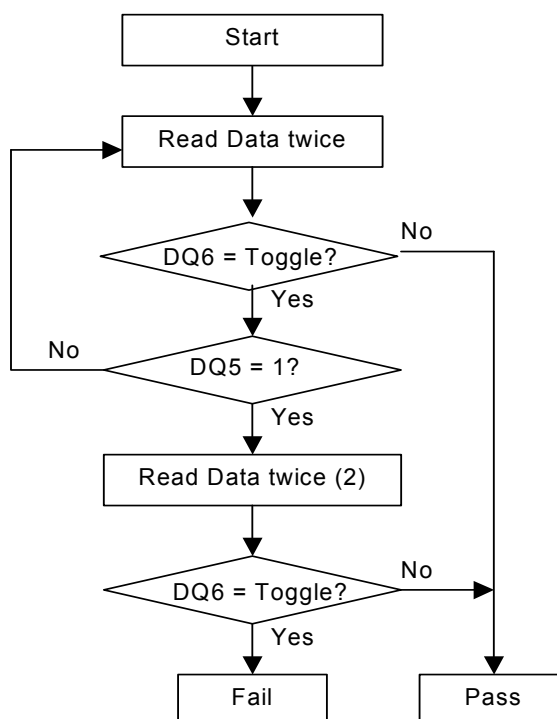 Start
Read Data twice
DQ6 = Toggle?
No
Yes
No
DQ5 = 1?
Yes
Read Data twice (2)
No
DQ6 = Toggle?
Yes
Fail
Pass